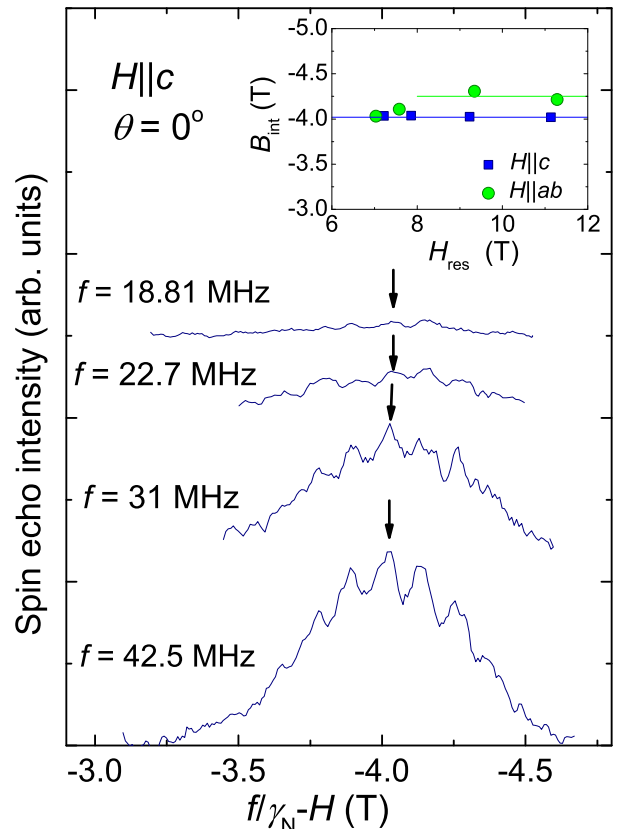 H||c
θ = 0°
-5.0
-4.5
-4.0
-3.5
-3.0
B_int (T)
H||c
H||ab
6
8
10
12
H_res (T)
f = 18.81 MHz
f = 22.7 MHz
f = 31 MHz
f = 42.5 MHz
Spin echo intensity (arb. units)
-3.0
-3.5
-4.0
-4.5
f/γ_N-H (T)